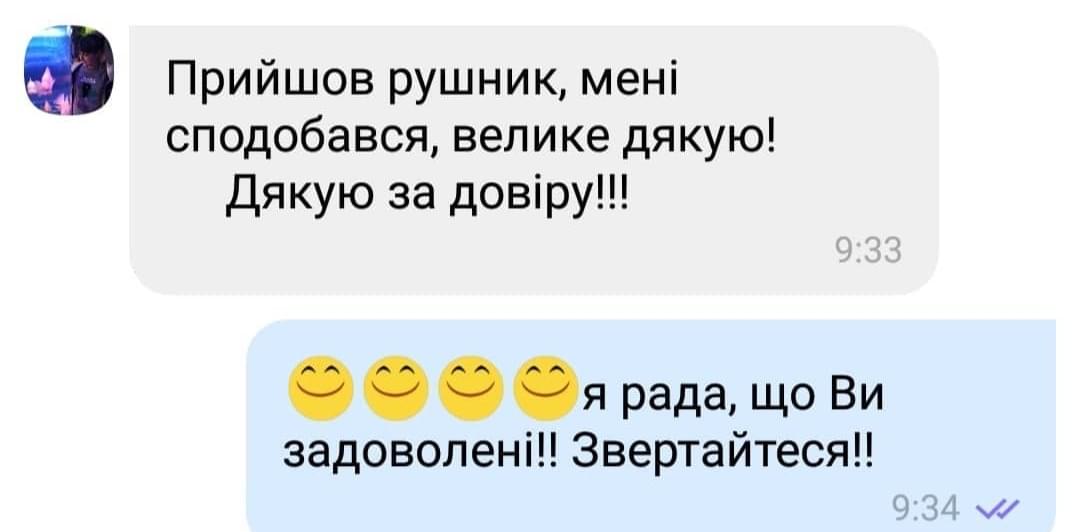 Прийшов рушник, мені
сподобався, велике дякую!
Дякую за довіру!!!
9:33
😊😊😊😊я рада, що Ви
задоволені!! Звертайтеся!!
9:34